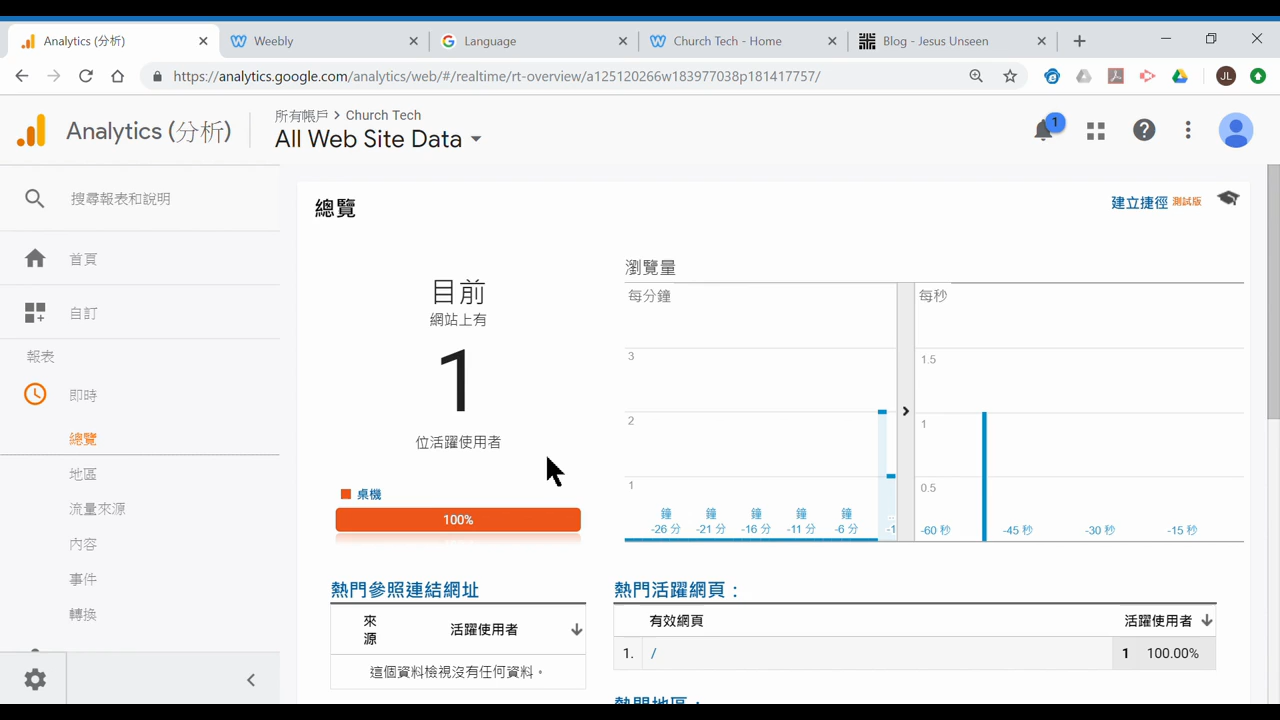 Analytics (分析)
Weebly
Language
Church Tech - Home
Blog - Jesus Unseen
https://analytics.google.com/analytics/web/#/realtime/rt-overview/a125120266w183977038p181417757/
JL
Analytics (分析)
所有帳戶 > Church Tech
All Web Site Data
1
搜尋報表和說明
首頁
自訂
報表
即時
總覽
地區
流量來源
內容
事件
轉換
總覽
建立捷徑 測試版
目前
網站上有
1
位活躍使用者
桌機
100%
瀏覽量
每分鐘
3
2
1
鐘 鐘 鐘 鐘 鐘
-26 分 -21 分 -16 分 -11 分 -6 分 -1
每秒
1.5
1
0.5
-60 秒 -45 秒 -30 秒 -15 秒
熱門參照連結網址
來源
活躍使用者
這個資料檢視沒有任何資料。
熱門活躍網頁：
有效網頁 活躍使用者
1. / 1 100.00%
熱門地區：